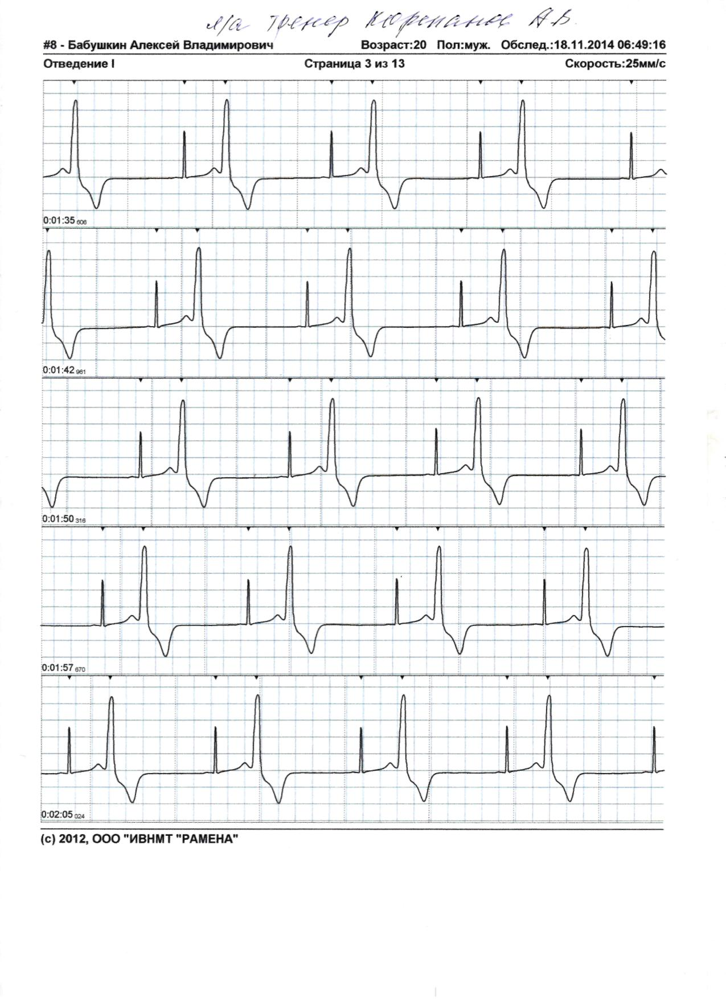 л/а тренер Корепанов А.В.
#8 - Бабушкин Алексей Владимирович Возраст:20 Пол:муж. Обслед.:18.11.2014 06:49:16
Отведение I Страница 3 из 13 Скорость:25мм/с
0:01:35 606
0:01:42 961
0:01:50 316
0:01:57 670
0:02:05 024
(c) 2012, ООО "ИВНМТ "РАМЕНА"